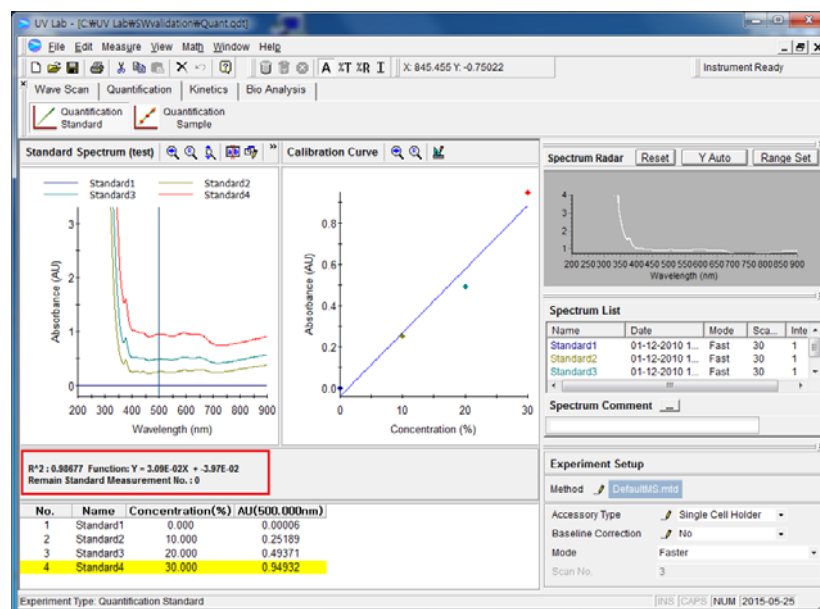 UV Lab - [C:₩UV Lab₩SWvalidation₩Quant.qdt]
File Edit Measure View Math Window Help
A %T %R I X: 845.455 Y: -0.75022 Instrument Ready
Wave Scan Quantification Kinetics Bio Analysis
Quantification Standard
Quantification Sample
Standard Spectrum (test)
Standard1 Standard2
Standard3 Standard4
3
2
1
0
Absorbance (AU)
200 300 400 500 600 700 800 900
Wavelength (nm)
Calibration Curve
0.8
0.6
0.4
0.2
0.0
Absorbance (AU)
0 10 20 30
Concentration (%)
R^2 : 0.98677 Function: Y = 3.09E-02X + -3.97E-02
Remain Standard Measurement No. : 0
No. Name Concentration(%) AU(500.000nm)
1 Standard1 0.000 0.00006
2 Standard2 10.000 0.25189
3 Standard3 20.000 0.49371
4 Standard4 30.000 0.94932
Spectrum Radar Reset Y Auto Range Set
4
3
2
1
200 250 300 350 400 450 500 550 600 650 700 750 800 850 900
Wavelength (nm)
Spectrum List
Name Date Mode Sca... Inte
Standard1 01-12-2010 1... Fast 30 1
Standard2 01-12-2010 1... Fast 30 1
Standard3 01-12-2010 1... Fast 30 1
Spectrum Comment ...
Experiment Setup
Method DefaultMS.mtd
Accessory Type Single Cell Holder
Baseline Correction No
Mode Faster
Scan No. 3
Experiment Type: Quantification Standard INS CAPS NUM 2015-05-25